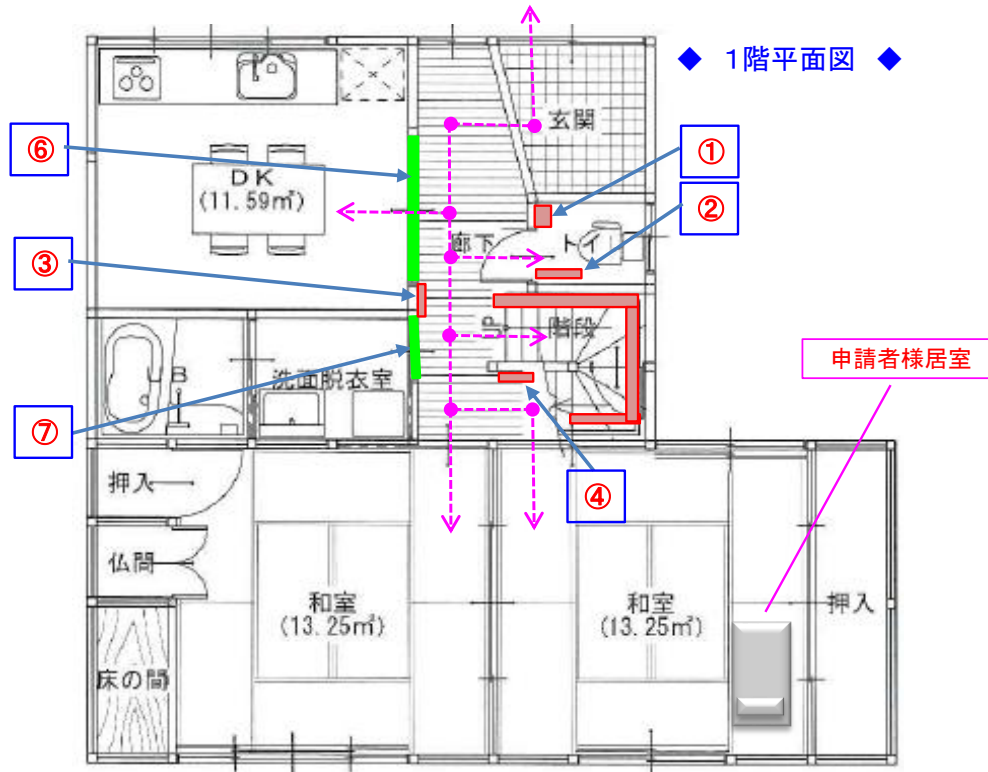 ◆ 1階平面図 ◆
⑥
玄関
①
DK
(11.59㎡)
②
廊下
トイ
③
UP
階段
申請者様居室
B
洗面脱衣室
⑦
④
押入
仏間
和室
(13.25㎡)
和室
(13.25㎡)
押入
床の間